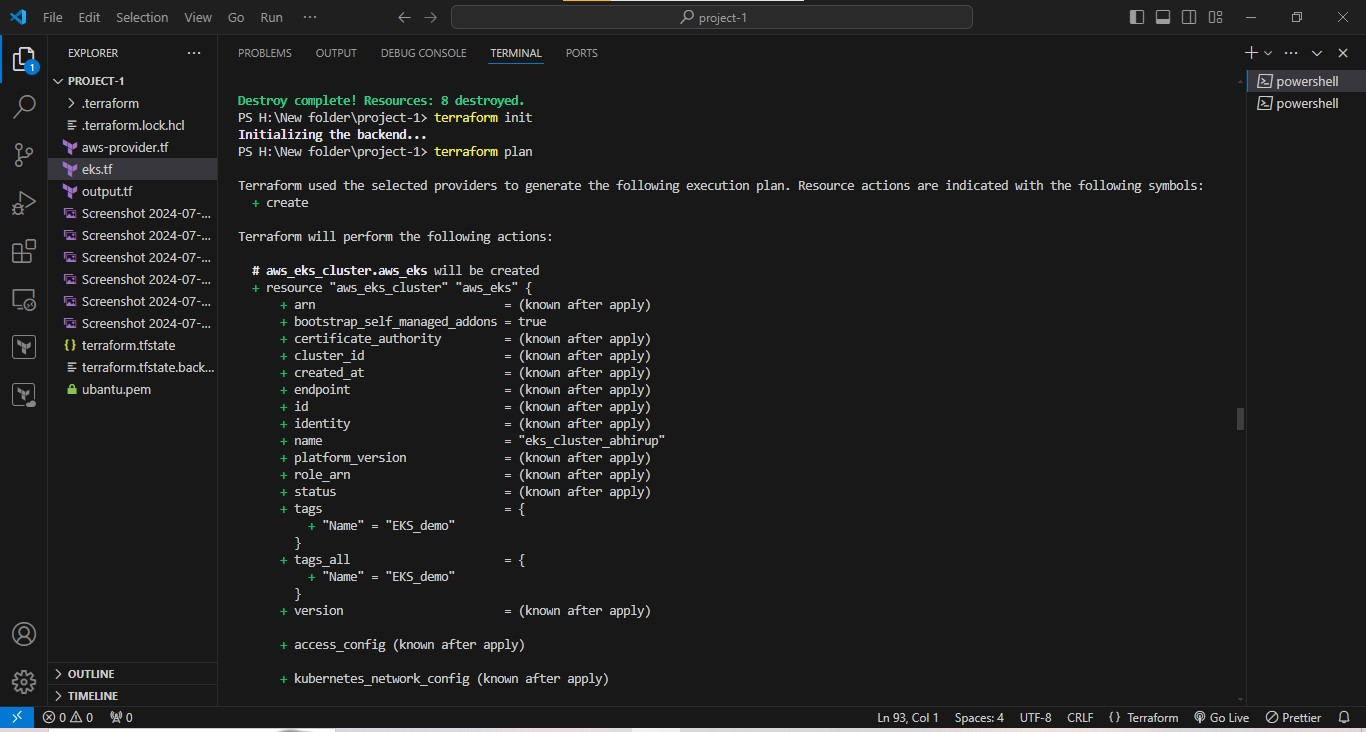 File Edit Selection View Go Run ··· project-1
EXPLORER ···
PROJECT-1
.terraform
.terraform.lock.hcl
aws-provider.tf
eks.tf
output.tf
Screenshot 2024-07-...
Screenshot 2024-07-...
Screenshot 2024-07-...
Screenshot 2024-07-...
Screenshot 2024-07-...
Screenshot 2024-07-...
{} terraform.tfstate
terraform.tfstate.back...
ubantu.pem
OUTLINE
TIMELINE
1
PROBLEMS OUTPUT DEBUG CONSOLE TERMINAL PORTS
Destroy complete! Resources: 8 destroyed.
PS H:\New folder\project-1> terraform init
Initializing the backend...
PS H:\New folder\project-1> terraform plan
Terraform used the selected providers to generate the following execution plan. Resource actions are indicated with the following symbols:
+ create
Terraform will perform the following actions:
# aws_eks_cluster.aws_eks will be created
+ resource "aws_eks_cluster" "aws_eks" {
+ arn = (known after apply)
+ bootstrap_self_managed_addons = true
+ certificate_authority = (known after apply)
+ cluster_id = (known after apply)
+ created_at = (known after apply)
+ endpoint = (known after apply)
+ id = (known after apply)
+ identity = (known after apply)
+ name = "eks_cluster_abhirup"
+ platform_version = (known after apply)
+ role_arn = (known after apply)
+ status = (known after apply)
+ tags = {
+ "Name" = "EKS_demo"
}
+ tags_all = {
+ "Name" = "EKS_demo"
}
+ version = (known after apply)
+ access_config (known after apply)
+ kubernetes_network_config (known after apply)
powershell
powershell
0 0 0 Ln 93, Col 1 Spaces: 4 UTF-8 CRLF {} Terraform Go Live Prettier